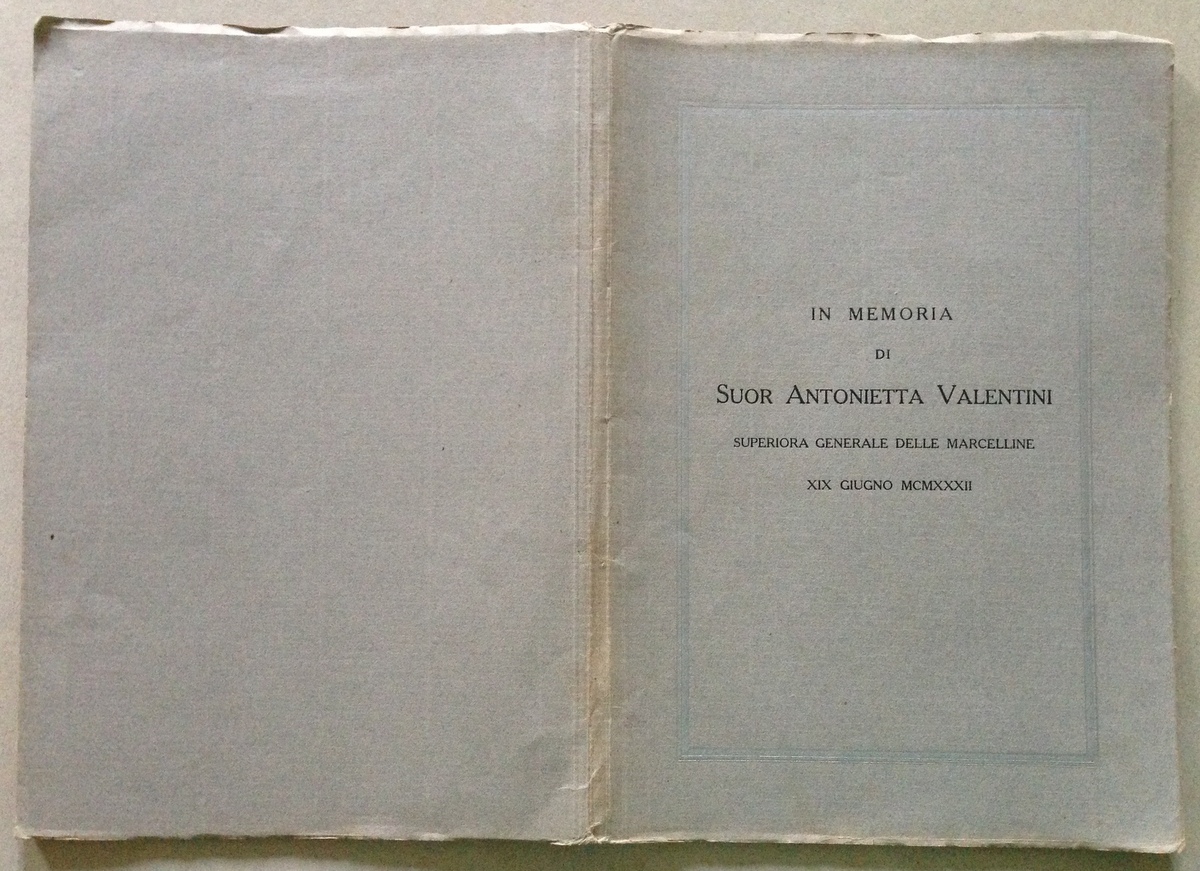 IN MEMORIA
DI
SUOR ANTONIETTA VALENTINI
SUPERIORA GENERALE DELLE MARCELLINE
XIX GIUGNO MCMXXXII